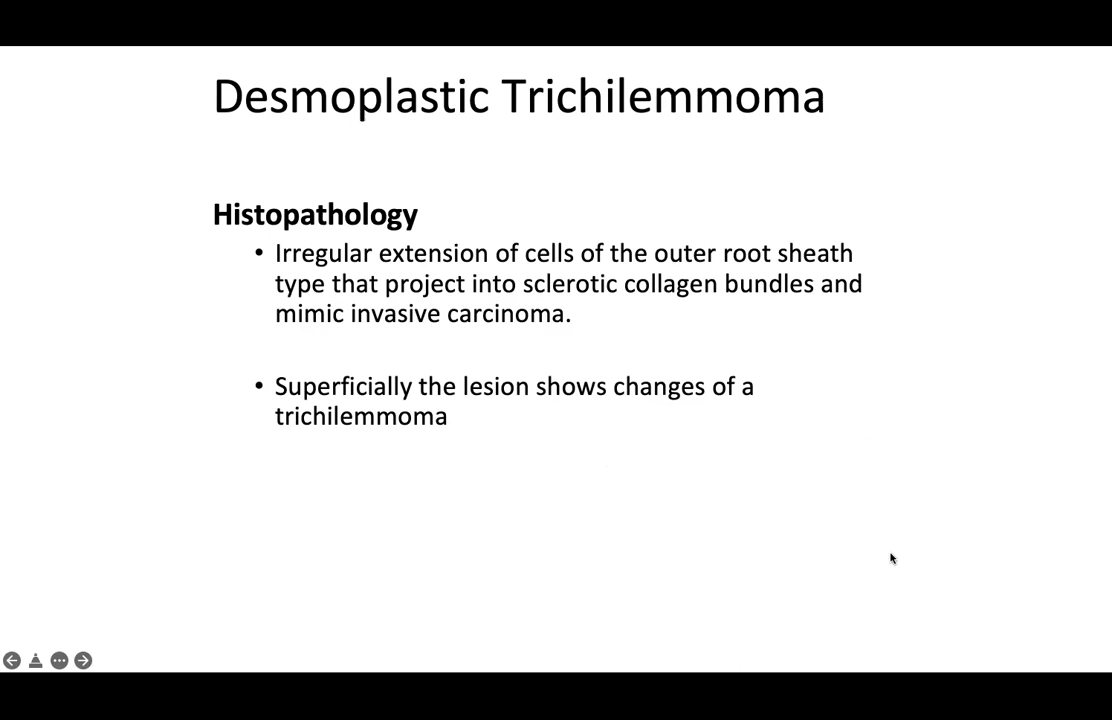 Desmoplastic Trichilemmoma
Histopathology
• Irregular extension of cells of the outer root sheath
type that project into sclerotic collagen bundles and
mimic invasive carcinoma.
• Superficially the lesion shows changes of a
trichilemmoma